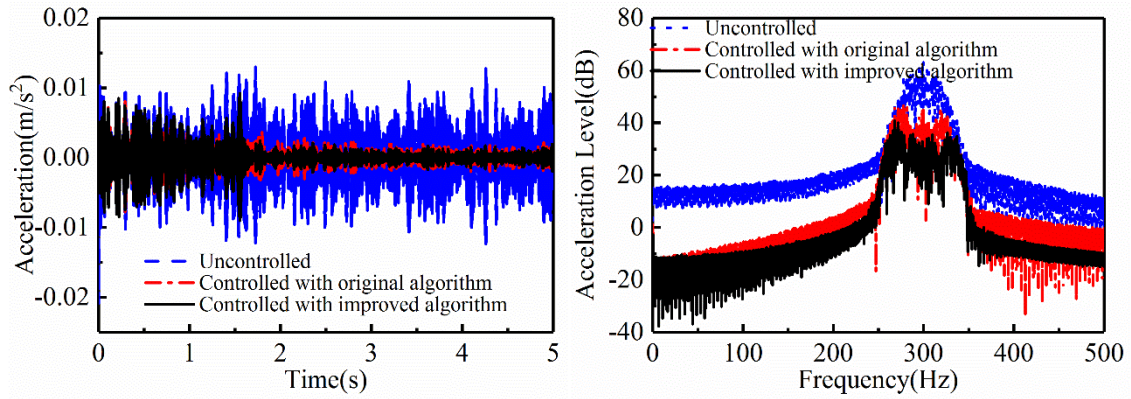 0.02
0.01
0.00
-0.01
-0.02
Acceleration(m/s²)
Uncontrolled
Controlled with original algorithm
Controlled with improved algorithm
0 1 2 3 4 5
Time(s)
80
60
40
20
0
-20
-40
Acceleration Level(dB)
Uncontrolled
Controlled with original algorithm
Controlled with improved algorithm
0 100 200 300 400 500
Frequency(Hz)